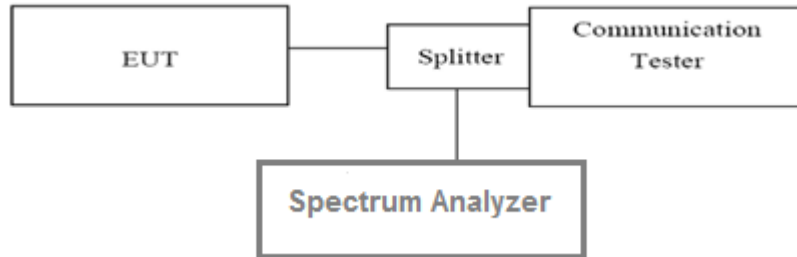 EUT
Splitter
Communication
Tester
Spectrum Analyzer